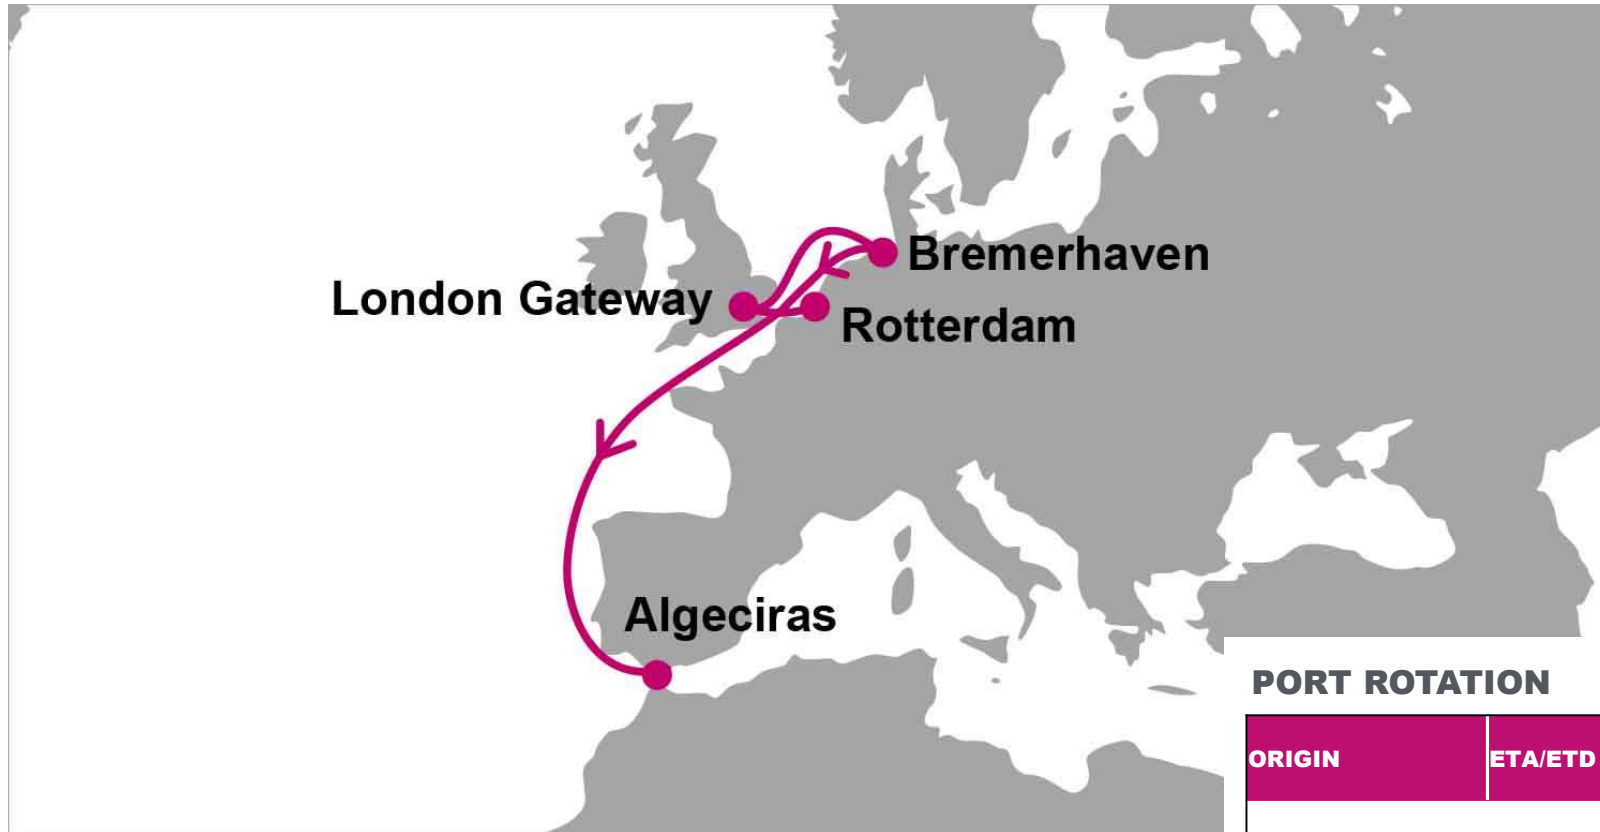 Bremerhaven
London Gateway
Rotterdam
Algeciras
PORT ROTATION
ORIGIN ETA/ETD